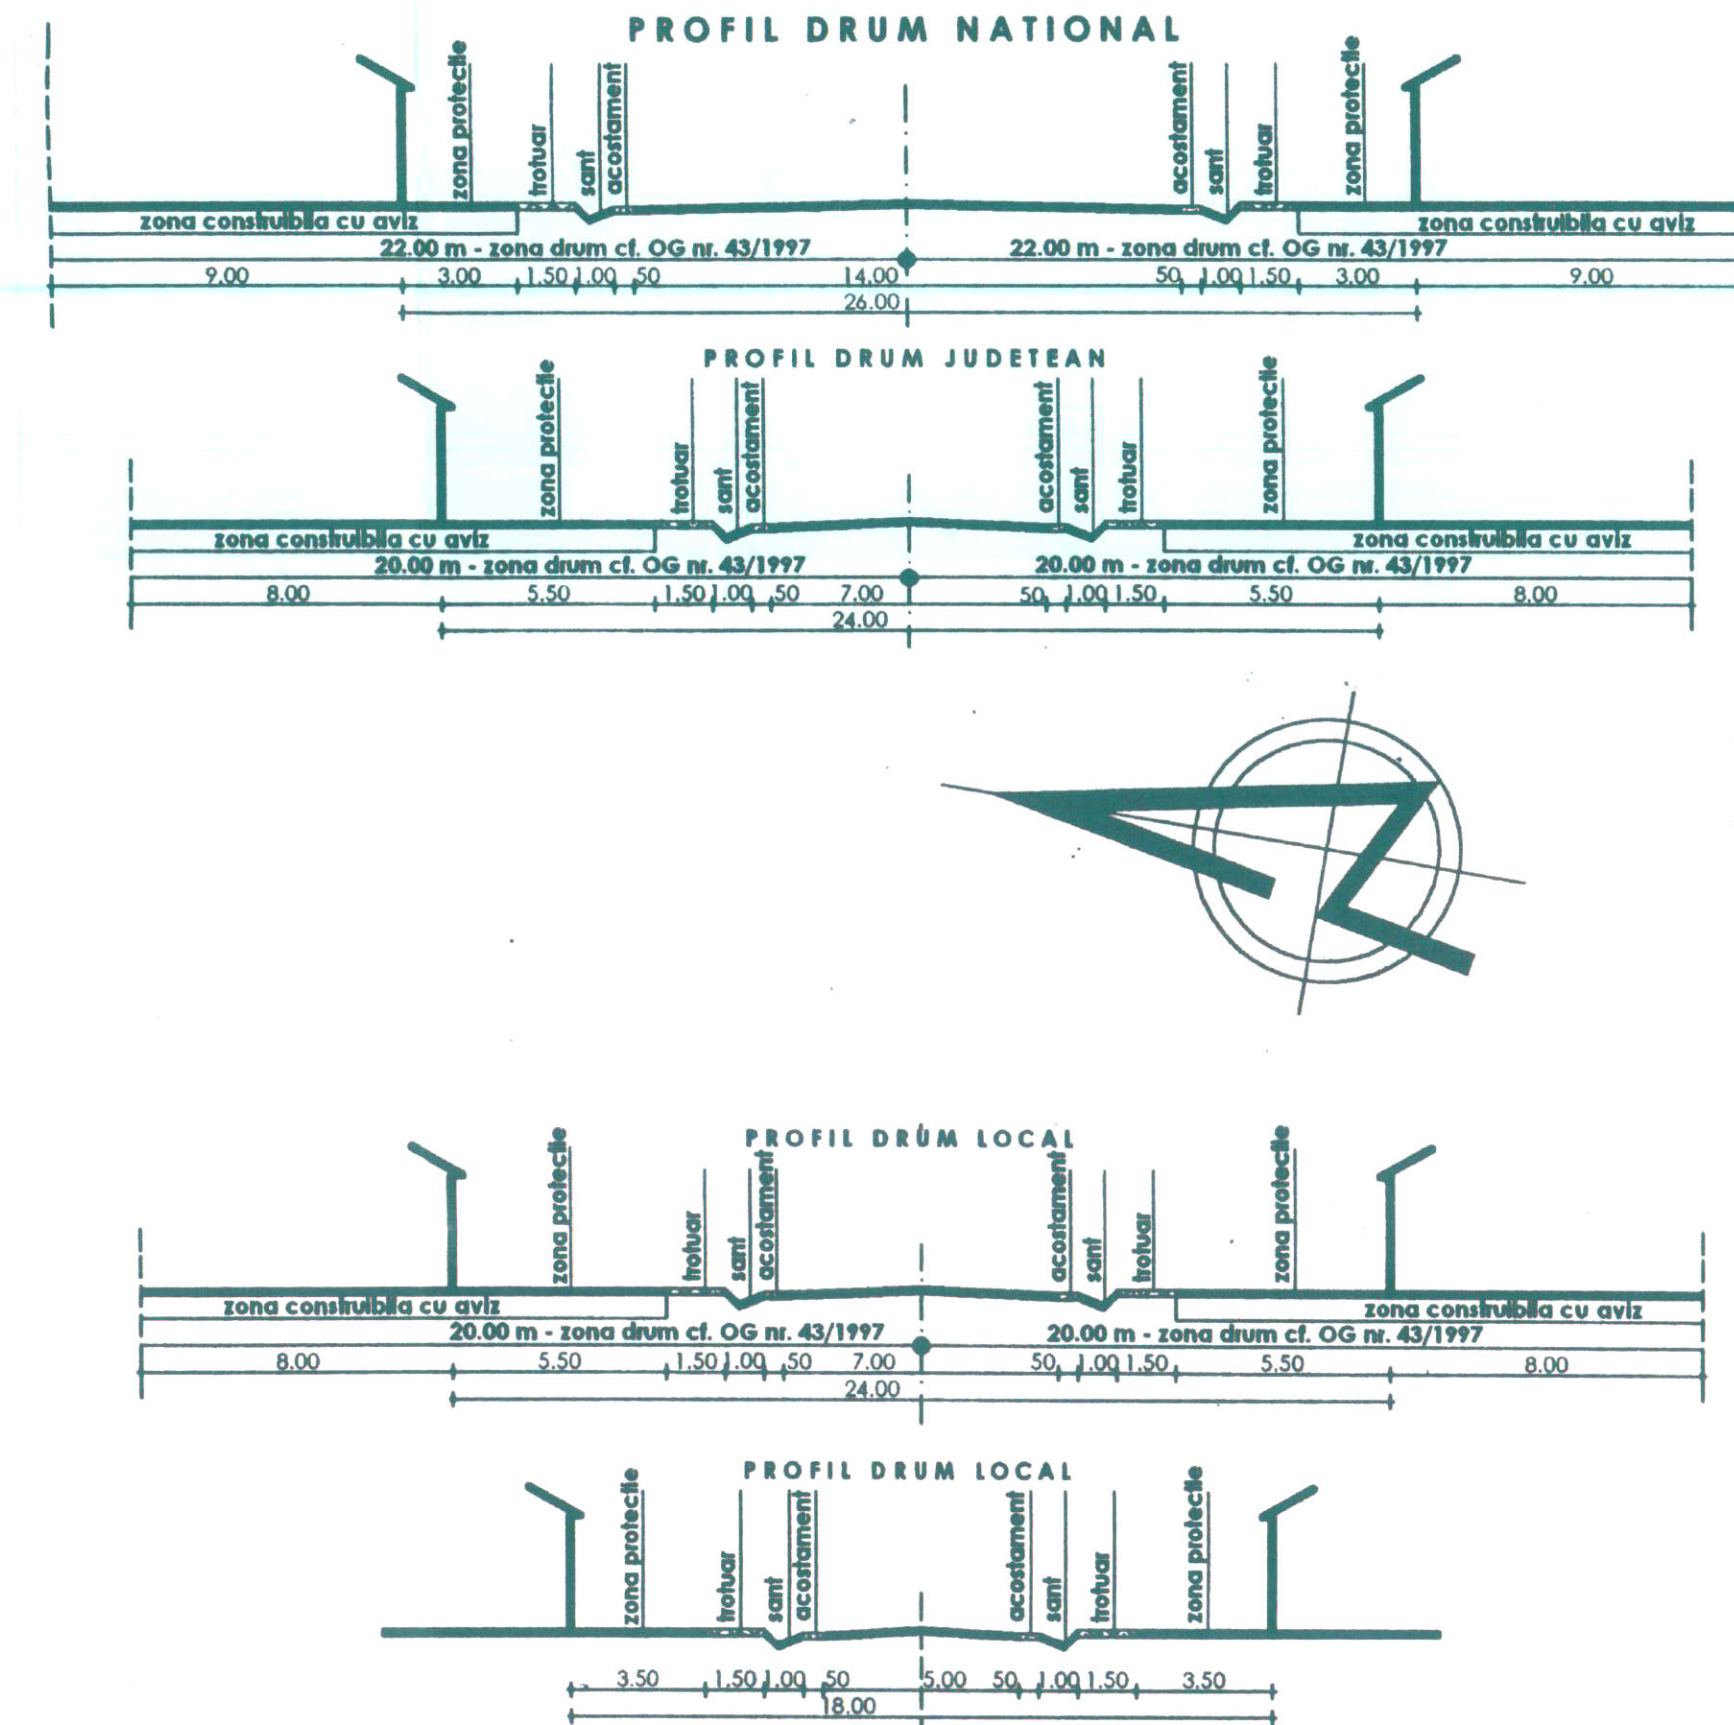 PROFIL DRUM NATIONAL
zona protectie trotuar sant acostament acostament sant trotuar zona protectie
zona construibila cu aviz zona construibila cu aviz
22.00 m - zona drum cf. OG nr. 43/1997 22.00 m - zona drum cf. OG nr. 43/1997
9.00 3.00 1.50 1.00 50 14.00 50 1.00 1.50 3.00 9.00
26.00
PROFIL DRUM JUDETEAN
zona protectie trotuar sant acostament acostament sant trotuar zona protectie
zona construibila cu aviz zona construibila cu aviz
20.00 m - zona drum cf. OG nr. 43/1997 20.00 m - zona drum cf. OG nr. 43/1997
8.00 5.50 1.50 1.00 50 7.00 50 1.00 1.50 5.50 8.00
24.00
PROFIL DRUM LOCAL
zona protectie trotuar sant acostament acostament sant trotuar zona protectie
zona construibila cu aviz zona construibila cu aviz
20.00 m - zona drum cf. OG nr. 43/1997 20.00 m - zona drum cf. OG nr. 43/1997
8.00 5.50 1.50 1.00 50 7.00 50 1.00 1.50 5.50 8.00
24.00
PROFIL DRUM LOCAL
zona protectie trotuar sant acostament acostament sant trotuar zona protectie
3.50 1.50 1.00 50 5.00 50 1.00 1.50 3.50
18.00